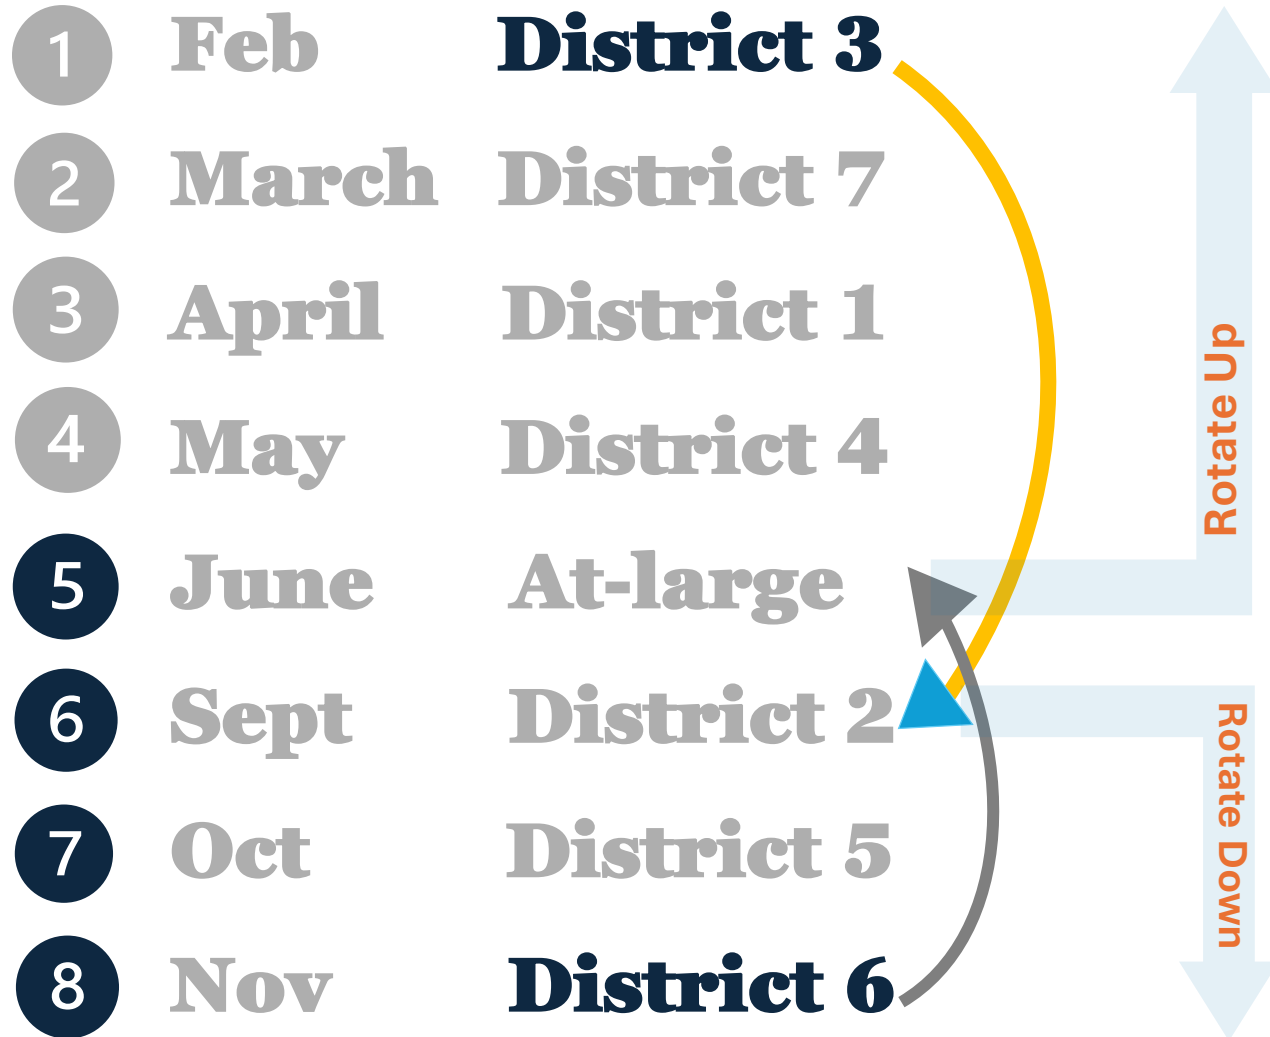 1 Feb District 3
2 March District 7
3 April District 1
4 May District 4
5 June At-large
6 Sept District 2
7 Oct District 5
8 Nov District 6
Rotate Up
Rotate Down